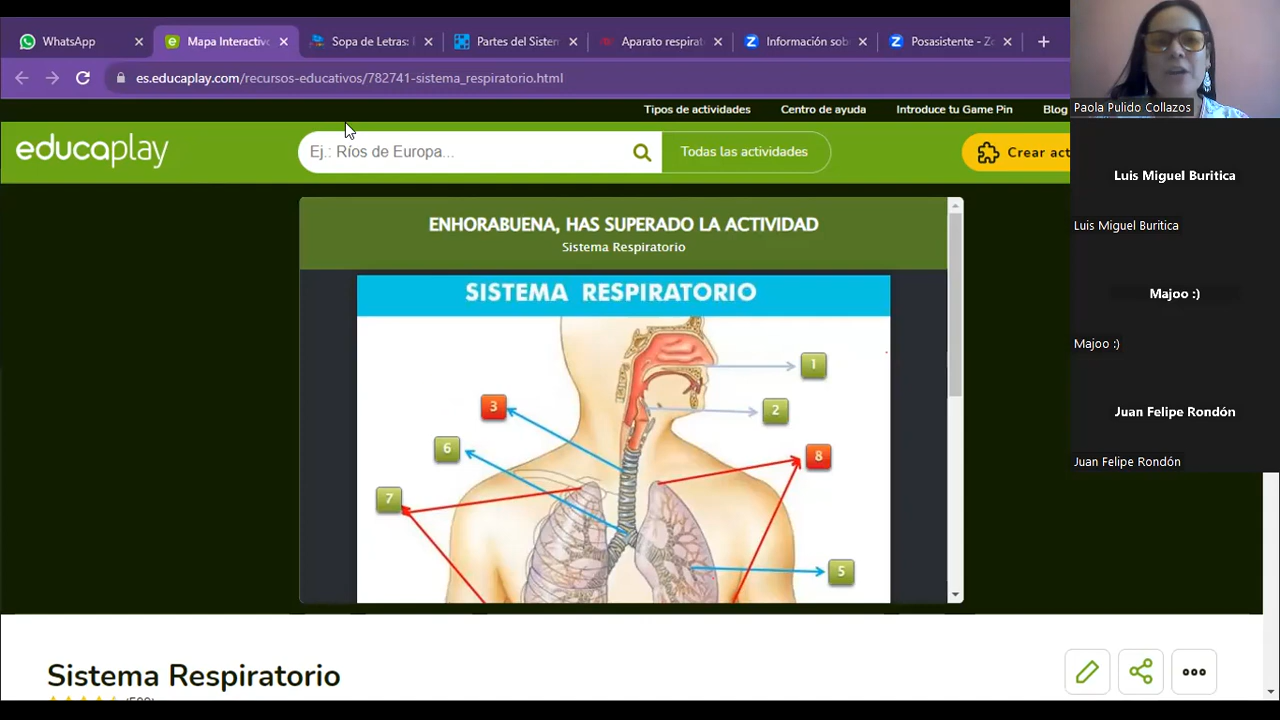 WhatsApp
Mapa Interactiv
Sopa de Letras:
Partes del Sisten
Aparato respirat
Información sob
Posasistente - Z
es.educaplay.com/recursos-educativos/782741-sistema_respiratorio.html
Tipos de actividades
Centro de ayuda
Introduce tu Game Pin
Blog
educaplay
Ej.: Ríos de Europa...
Todas las actividades
Crear act
ENHORABUENA, HAS SUPERADO LA ACTIVIDAD
Sistema Respiratorio
SISTEMA RESPIRATORIO
1
3
2
6
8
7
5
Sistema Respiratorio
Paola Pulido Collazos
Luis Miguel Buritica
Luis Miguel Buritica
Majoo :)
Majoo :)
Juan Felipe Rondón
Juan Felipe Rondón